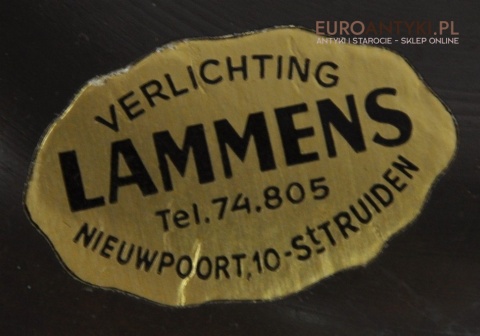 EUROANTYKI.PL
ANTYKI I STAROCIE - SKLEP ONLINE
VERLICHTING
LAMMENS
Tel.74.805
NIEUWPOORT,10-St TRUIDEN